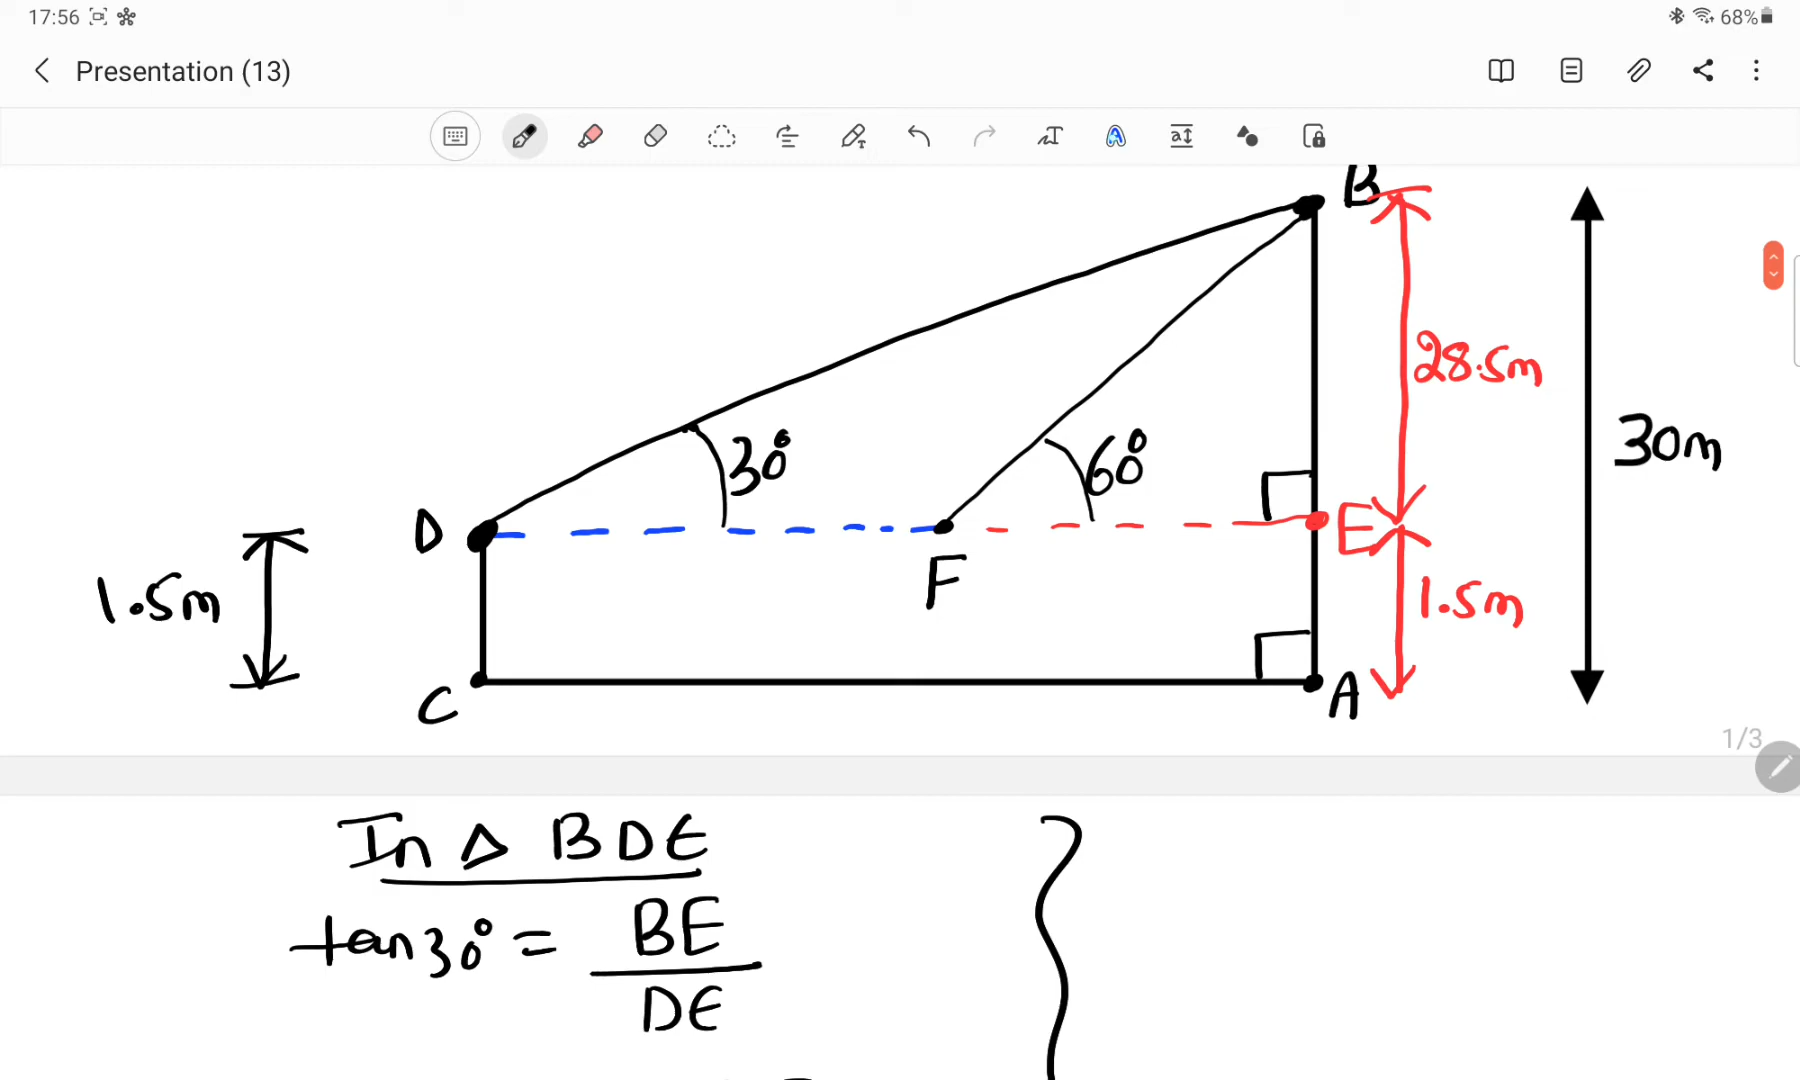 17:56
68%
Presentation (13)
B
28.5m
30m
30°
60°
D
E
F
1.5m
1.5m
C
A
1/3
In Δ BDE
tan30° = BE
DE